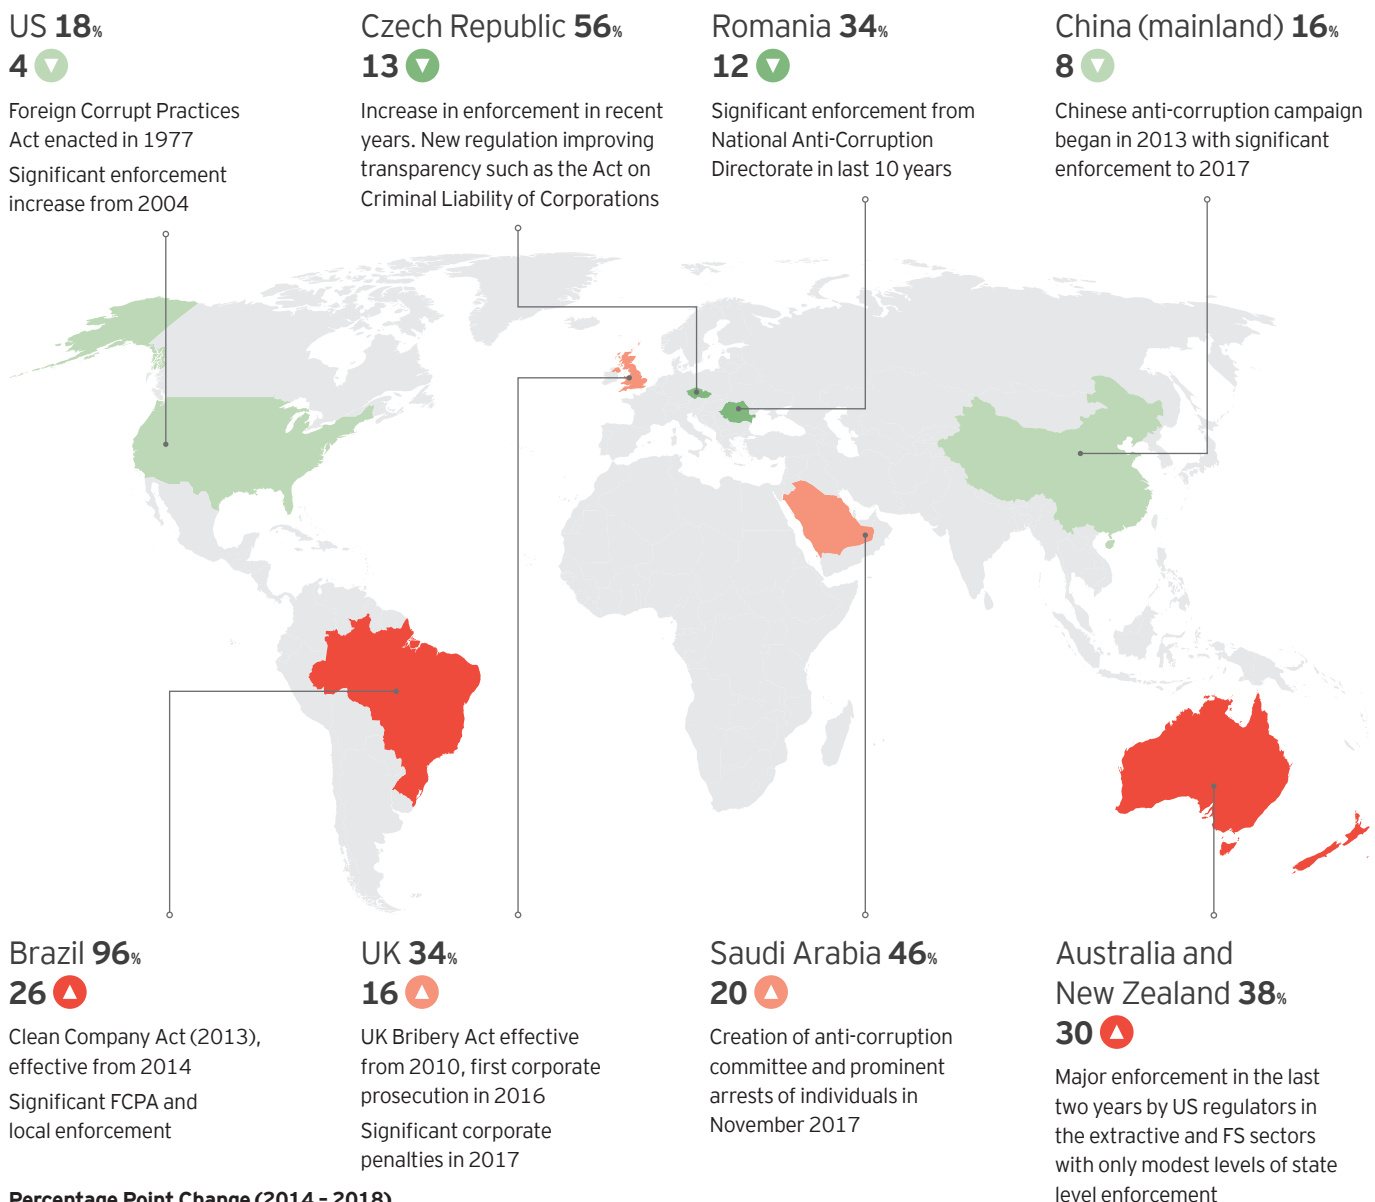 US 18%
4
Foreign Corrupt Practices
Act enacted in 1977
Significant enforcement
increase from 2004
Czech Republic 56%
13
Increase in enforcement in recent
years. New regulation improving
transparency such as the Act on
Criminal Liability of Corporations
Romania 34%
12
Significant enforcement from
National Anti-Corruption
Directorate in last 10 years
China (mainland) 16%
8
Chinese anti-corruption campaign
began in 2013 with significant
enforcement to 2017
Brazil 96%
26
Clean Company Act (2013),
effective from 2014
Significant FCPA and
local enforcement
UK 34%
16
UK Bribery Act effective
from 2010, first corporate
prosecution in 2016
Significant corporate
penalties in 2017
Saudi Arabia 46%
20
Creation of anti-corruption
committee and prominent
arrests of individuals in
November 2017
Australia and
New Zealand 38%
30
Major enforcement in the last
two years by US regulators in
the extractive and FS sectors
with only modest levels of state
level enforcement
Percentage Point Change (2014 – 2018)